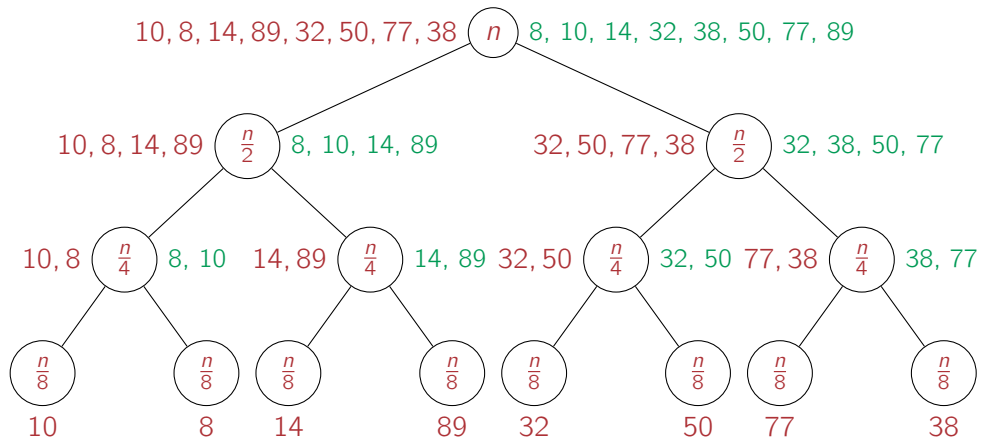 10, 8, 14, 89, 32, 50, 77, 38 n 8, 10, 14, 32, 38, 50, 77, 89
10, 8, 14, 89 n/2 8, 10, 14, 89 32, 50, 77, 38 n/2 32, 38, 50, 77
10, 8 n/4 8, 10 14, 89 n/4 14, 89 32, 50 n/4 32, 50 77, 38 n/4 38, 77
n/8 n/8 n/8 n/8 n/8 n/8 n/8 n/8
10 8 14 89 32 50 77 38